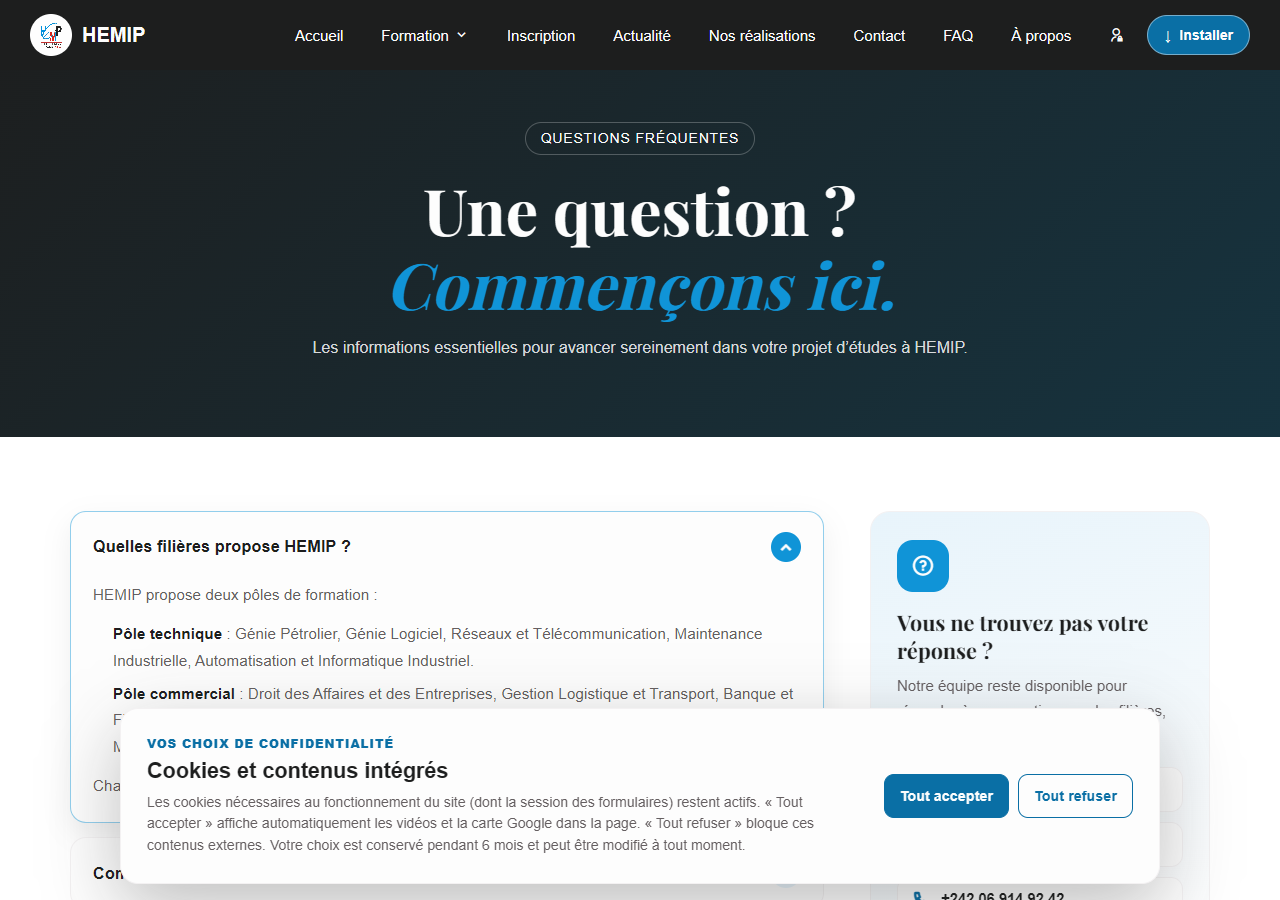 HEMIP
Accueil
Formation
Inscription
Actualité
Nos réalisations
Contact
FAQ
À propos
↓ Installer
QUESTIONS FRÉQUENTES
Une question ?
Commençons ici.
Les informations essentielles pour avancer sereinement dans votre projet d’études à HEMIP.
Quelles filières propose HEMIP ?
HEMIP propose deux pôles de formation :
Pôle technique : Génie Pétrolier, Génie Logiciel, Réseaux et Télécommunication, Maintenance
Industrielle, Automatisation et Informatique Industriel.
Pôle commercial : Droit des Affaires et des Entreprises, Gestion Logistique et Transport, Banque et
Vous ne trouvez pas votre
réponse ?
Notre équipe reste disponible pour
VOS CHOIX DE CONFIDENTIALITÉ
Cookies et contenus intégrés
Les cookies nécessaires au fonctionnement du site (dont la session des formulaires) restent actifs. « Tout
accepter » affiche automatiquement les vidéos et la carte Google dans la page. « Tout refuser » bloque ces
contenus externes. Votre choix est conservé pendant 6 mois et peut être modifié à tout moment.
Tout accepter
Tout refuser
+242 06 914 92 42